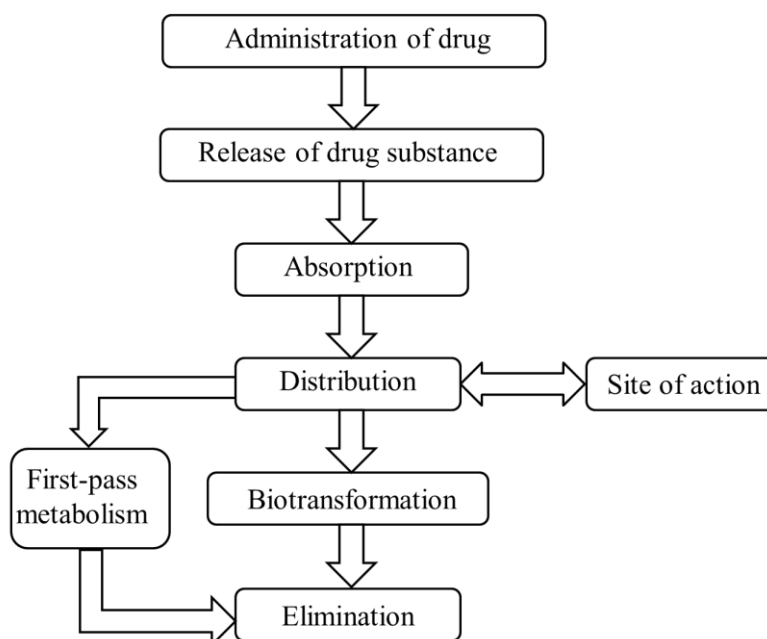 Administration of drug
Release of drug substance
Absorption
Distribution
Site of action
First-pass
metabolism
Biotransformation
Elimination